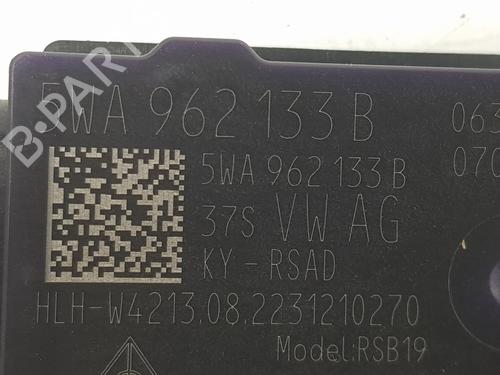 5WA 962 133 B
063
5WA 962 133 B
070
37S VW AG
KY - RSAD
HLH-W4213.08.2231210270
Model:RSB19